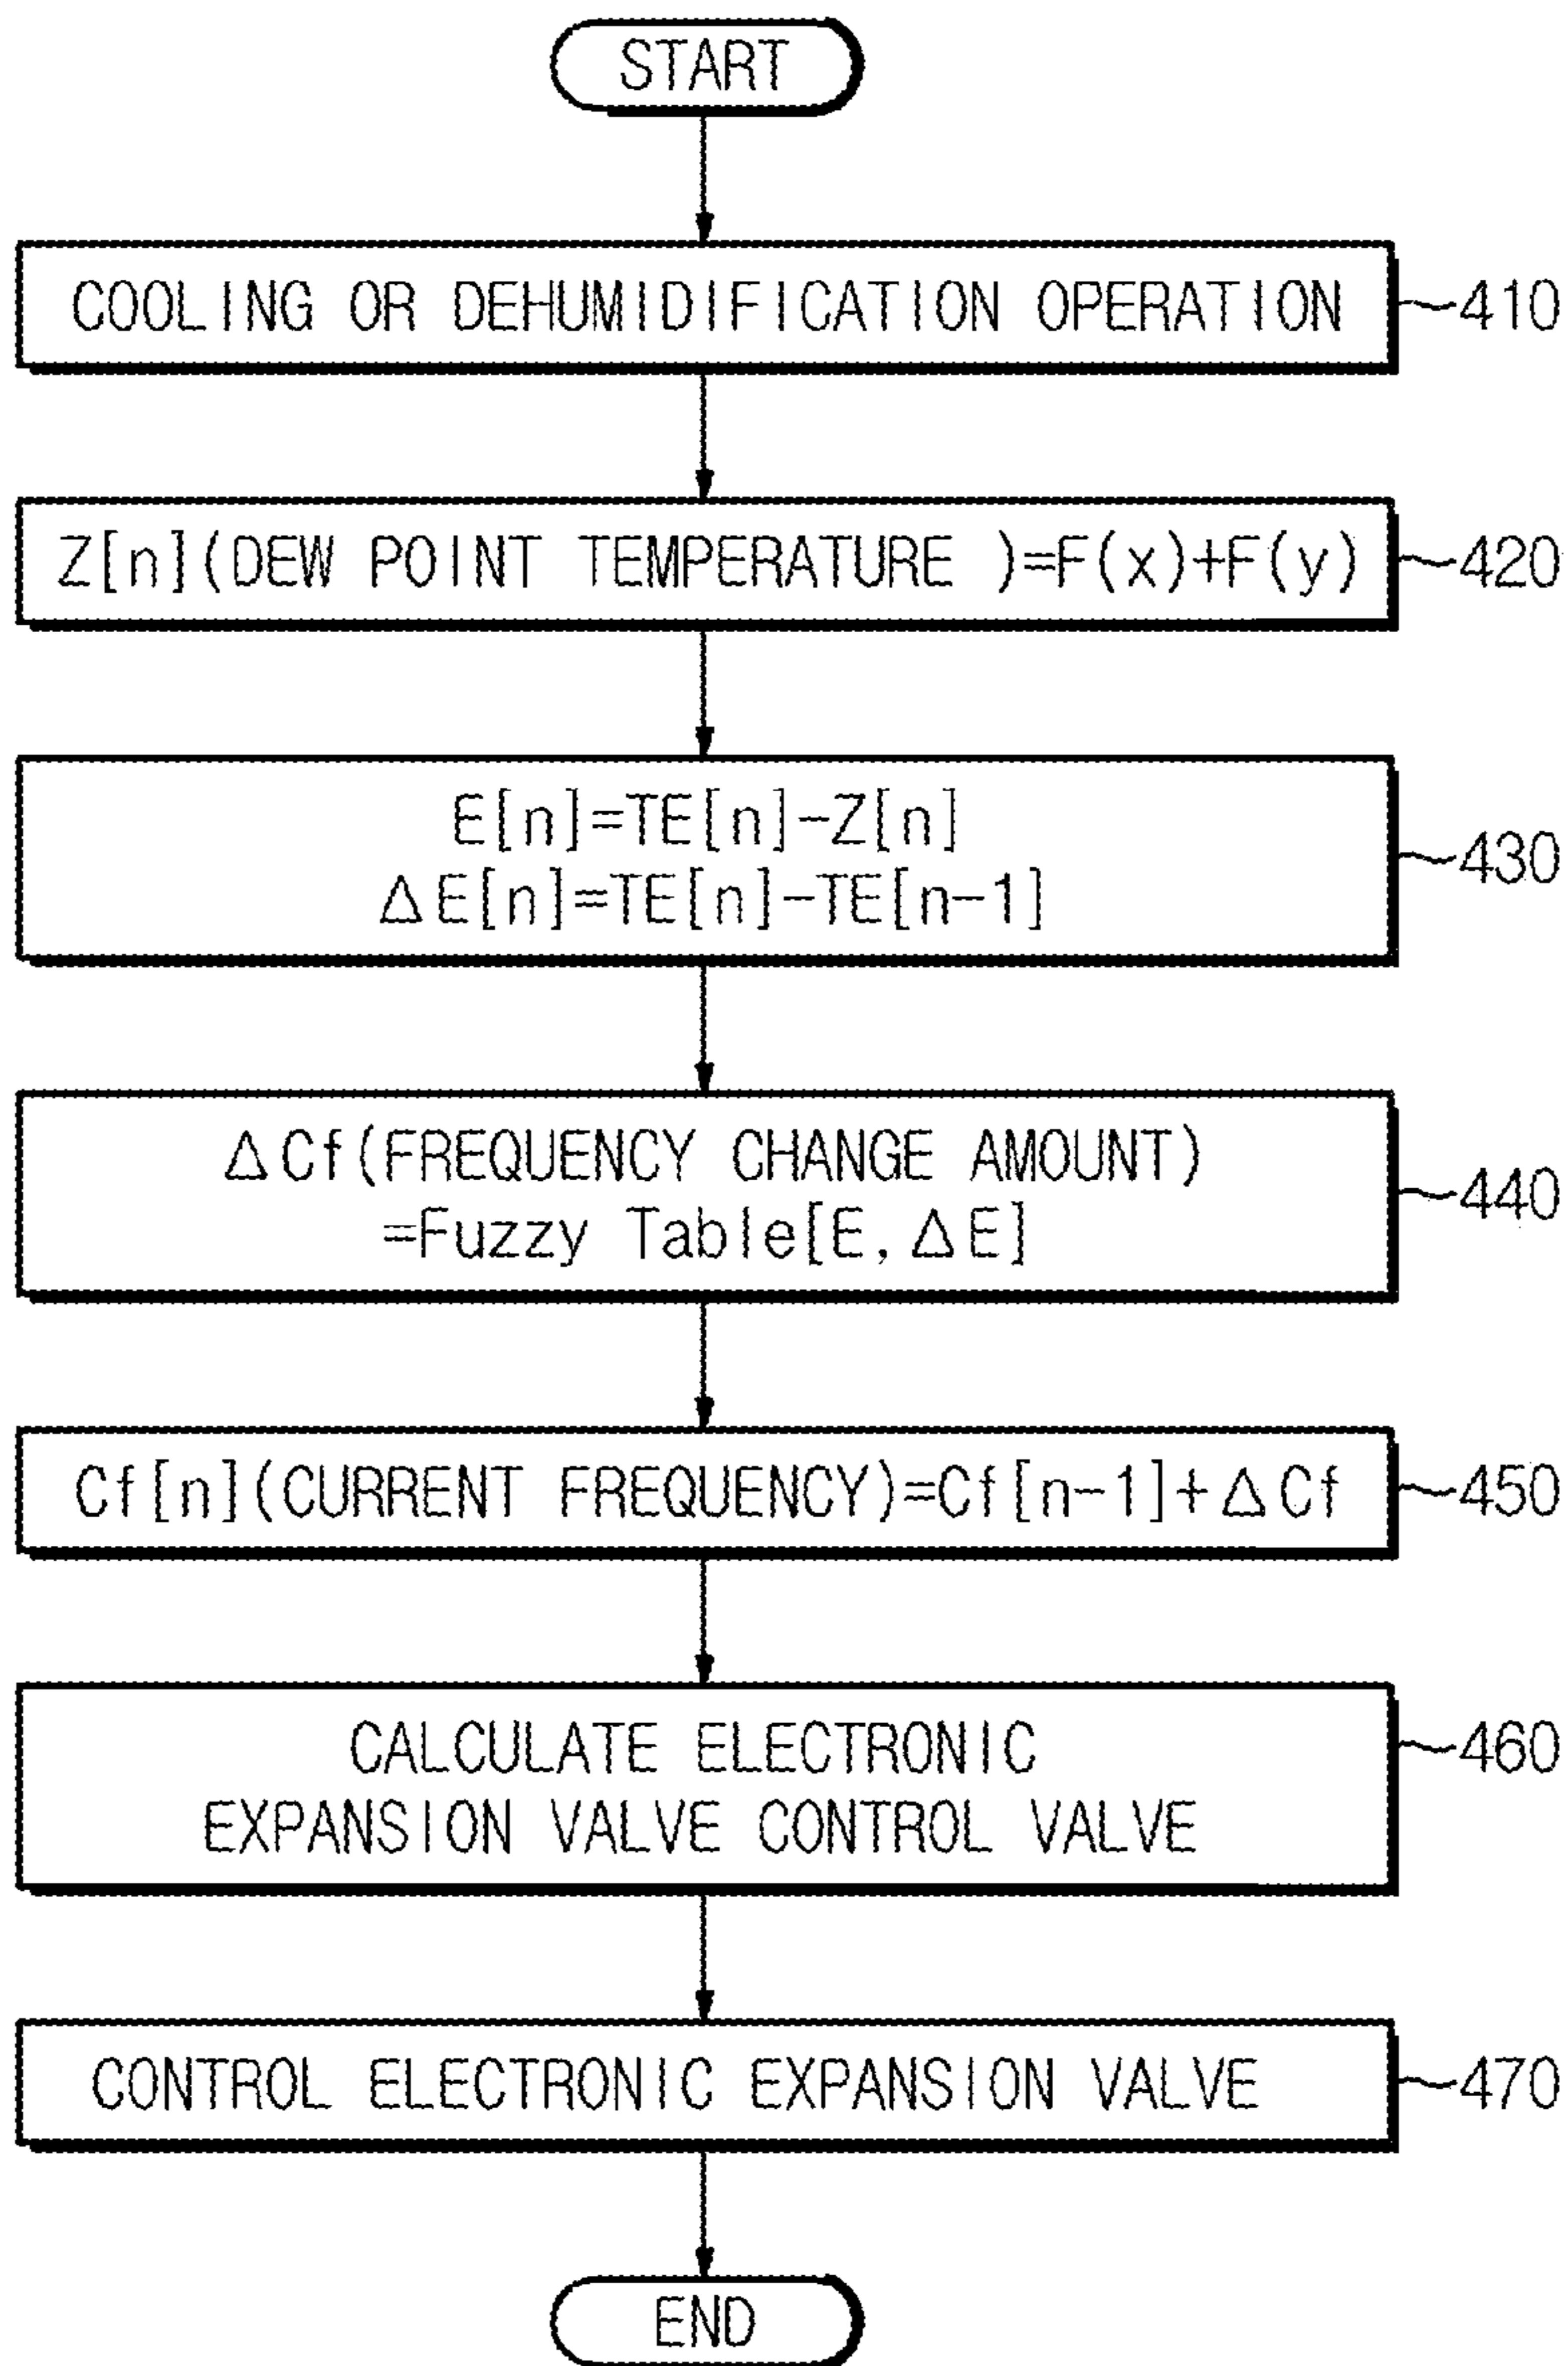 START
COOLING OR DEHUMIDIFICATION OPERATION
410
Z[n](DEW POINT TEMPERATURE )=F(x)+F(y)
420
E[n]=TE[n]-Z[n]
ΔE[n]=TE[n]-TE[n-1]
430
ΔCf(FREQUENCY CHANGE AMOUNT)
=Fuzzy Table[E,ΔE]
440
Cf[n](CURRENT FREQUENCY)=Cf[n-1]+ΔCf
450
CALCULATE ELECTRONIC
EXPANSION VALVE CONTROL VALVE
460
CONTROL ELECTRONIC EXPANSION VALVE
470
END